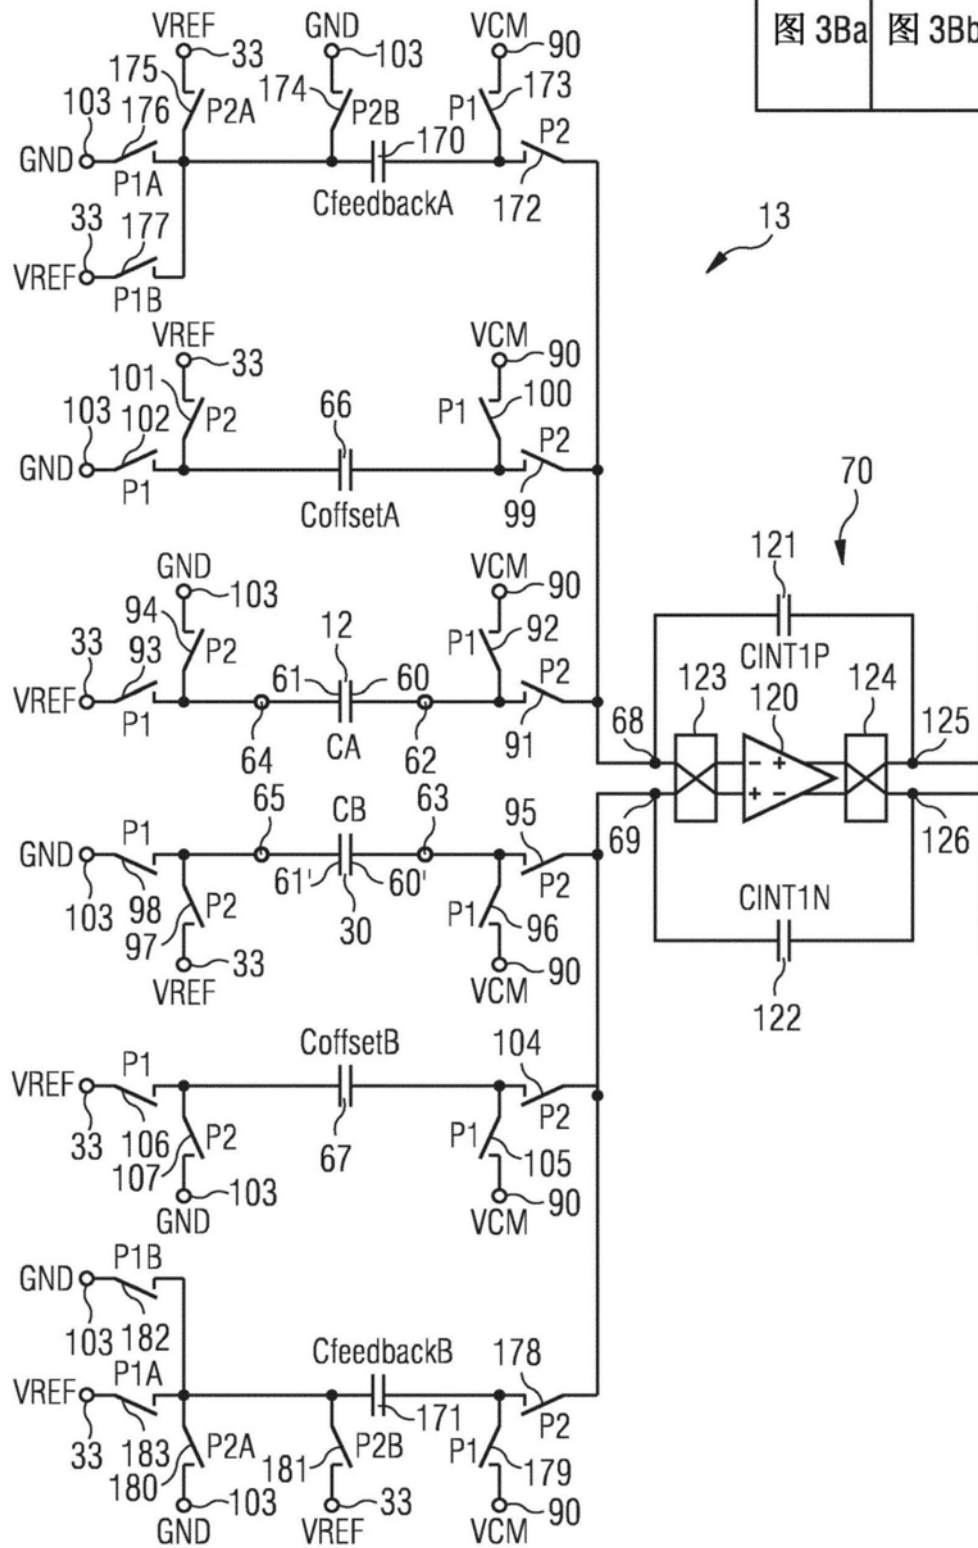 VREF GND VCM
图 3Ba 图 3Bb
33 103 90
175 174 173
103 176 P2A P2B P1 P2
GND 170
P1A CfeedbackA 172
33 177
VREF
P1B
13
VREF VCM
33 90
101 66 100
103 102 P2 P1 P2
GND
P1 CoffsetA 99
70
121
GND VCM
103 90
94 12 92
33 93 P2 61 60 P1 P2
VREF
P1 64 CA 62 91
CINT1P
123 120 124
68 125
- +
+ -
69 126
65 CB 63 95
P1
GND
103 98 P2 61' 60' P2
97 30 P1 96
33 90
VREF VCM
CINT1N
122
CoffsetB 104
P1
VREF
33 106 P2 67 P1 P2
107 105
103 90
GND VCM
P1B
GND
103 182
P1A CfeedbackB 178
VREF
33 183 P2A P2B 171 P1 P2
180 181 179
103 33 90
GND VREF VCM